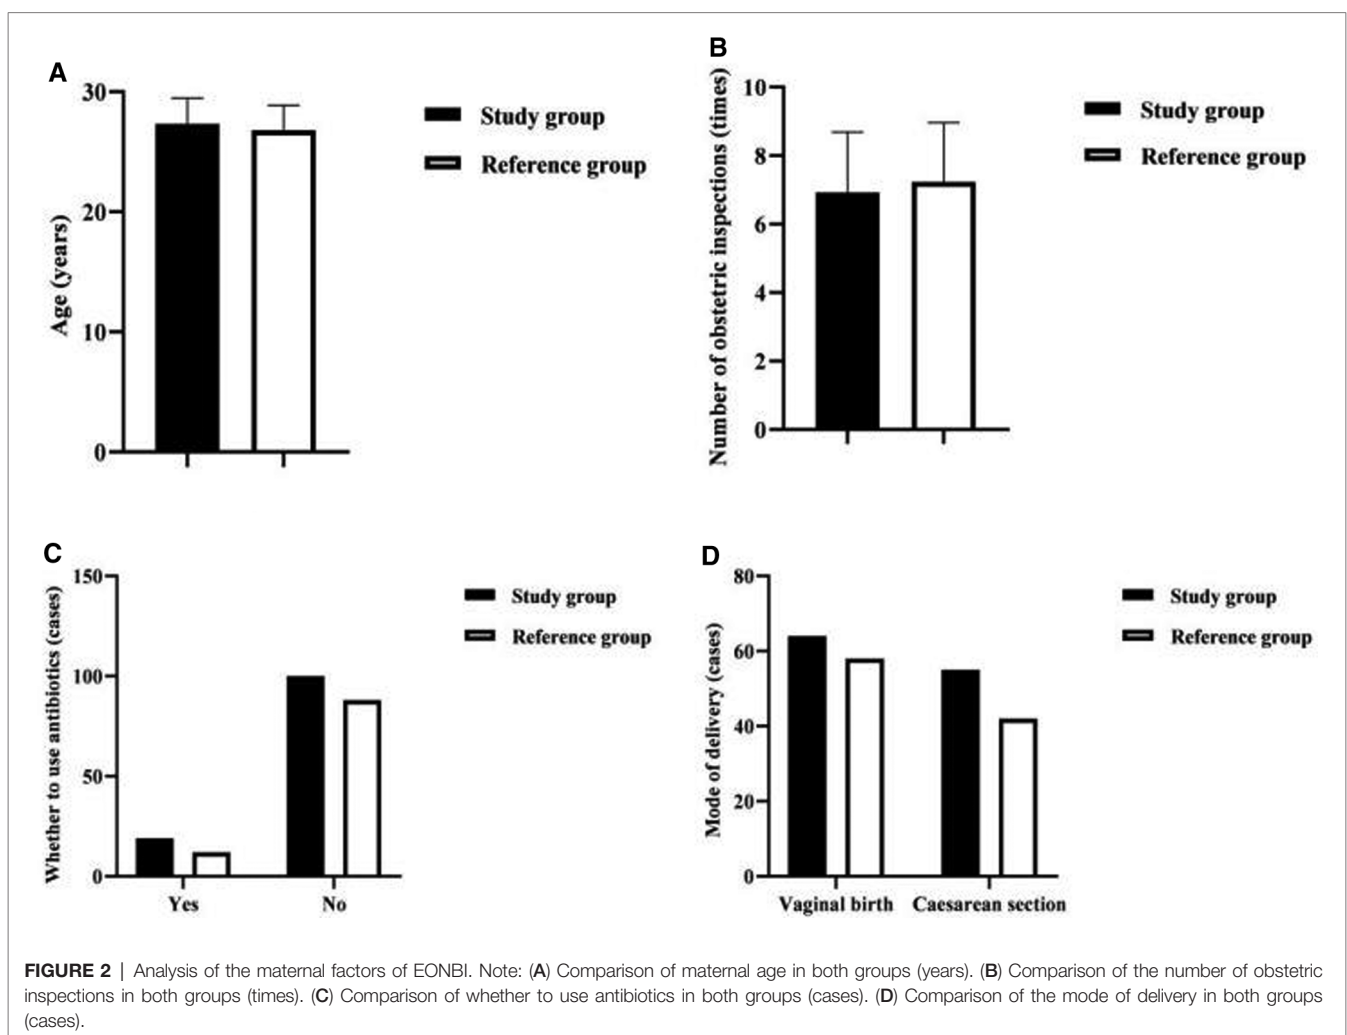 A
30
20
10
0
Age (years)
Study group
Reference group
B
10
8
6
4
2
0
Number of obstetric inspections (times)
Study group
Reference group
C
150
100
50
0
Whether to use antibiotics (cases)
Yes
No
Study group
Reference group
D
80
60
40
20
0
Mode of delivery (cases)
Vaginal birth
Caesarean section
Study group
Reference group
FIGURE 2 | Analysis of the maternal factors of EONBI. Note: (A) Comparison of maternal age in both groups (years). (B) Comparison of the number of obstetric
inspections in both groups (times). (C) Comparison of whether to use antibiotics in both groups (cases). (D) Comparison of the mode of delivery in both groups
(cases).